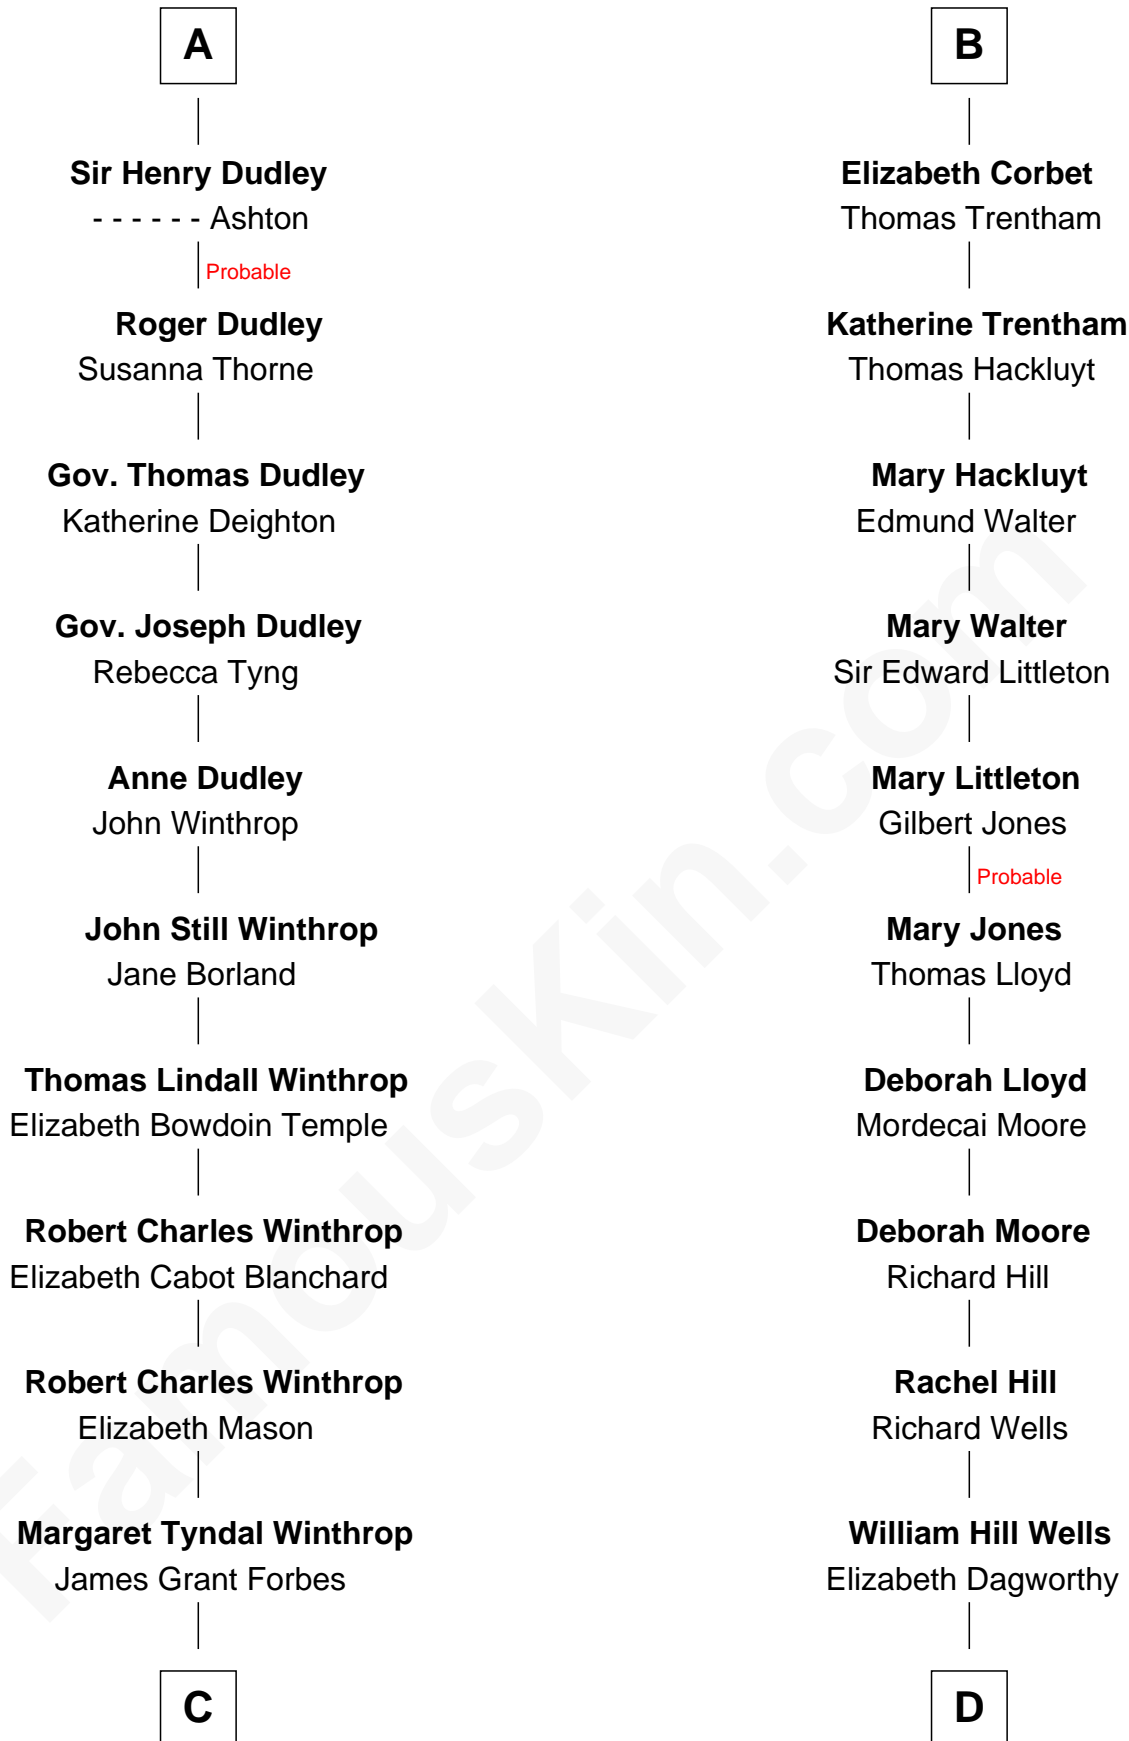 A
Sir Henry Dudley
- - - - - - Ashton
Probable
Roger Dudley
Susanna Thorne
Gov. Thomas Dudley
Katherine Deighton
Gov. Joseph Dudley
Rebecca Tyng
Anne Dudley
John Winthrop
John Still Winthrop
Jane Borland
Thomas Lindall Winthrop
Elizabeth Bowdoin Temple
Robert Charles Winthrop
Elizabeth Cabot Blanchard
Robert Charles Winthrop
Elizabeth Mason
Margaret Tyndal Winthrop
James Grant Forbes
C
B
Elizabeth Corbet
Thomas Trentham
Katherine Trentham
Thomas Hackluyt
Mary Hackluyt
Edmund Walter
Mary Walter
Sir Edward Littleton
Mary Littleton
Gilbert Jones
Probable
Mary Jones
Thomas Lloyd
Deborah Lloyd
Mordecai Moore
Deborah Moore
Richard Hill
Rachel Hill
Richard Wells
William Hill Wells
Elizabeth Dagworthy
D
FamousKin.com